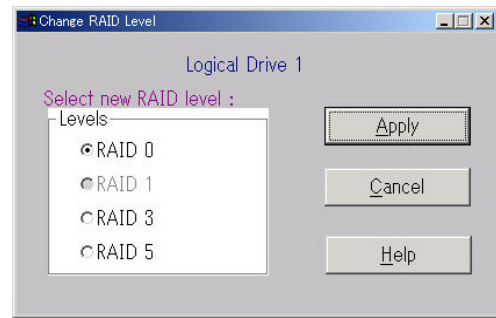 Change RAID Level
Logical Drive 1
Select new RAID level :
Levels
RAID 0
RAID 1
RAID 3
RAID 5
Apply
Cancel
Help